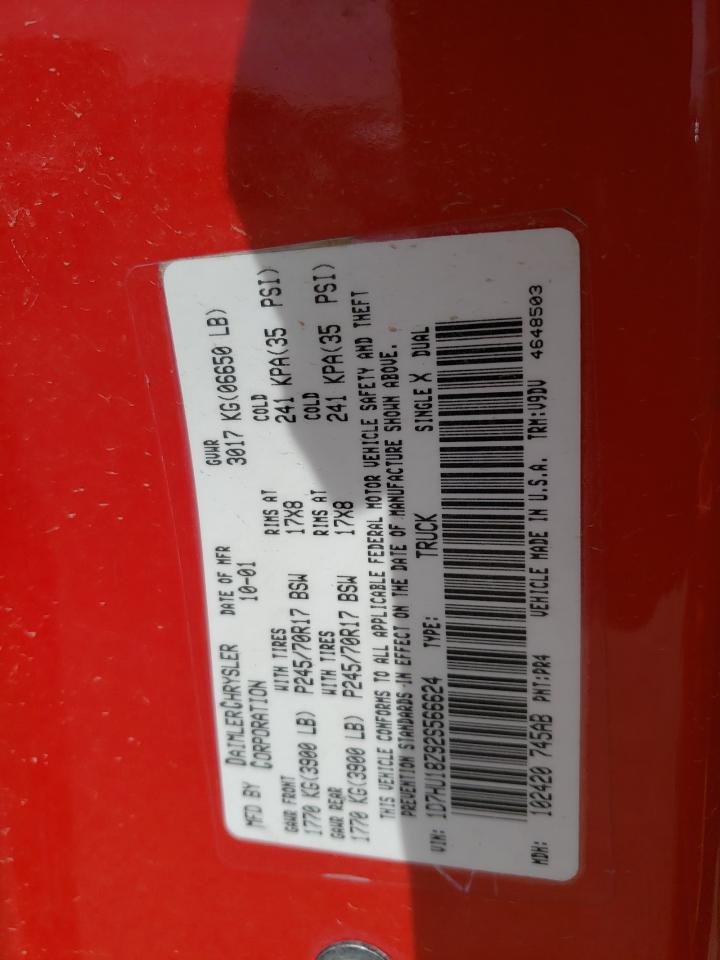 MFD BY DAIMLERCHRYSLER CORPORATION DATE OF MFR 10-01 GVWR 3017 KG(06650 LB)
GAWR FRONT WITH TIRES RIMS AT COLD
1770 KG(3900 LB) P245/70R17 BSW 17X8 241 KPA(35 PSI)
GAWR REAR WITH TIRES RIMS AT COLD
1770 KG(3900 LB) P245/70R17 BSW 17X8 241 KPA(35 PSI)
THIS VEHICLE CONFORMS TO ALL APPLICABLE FEDERAL MOTOR VEHICLE SAFETY AND THEFT
PREVENTION STANDARDS IN EFFECT ON THE DATE OF MANUFACTURE SHOWN ABOVE.
VIN: 1D7HU18Z92S566624 TYPE: TRUCK SINGLE X DUAL
MDH: 102420 745AB PNT:PR4 VEHICLE MADE IN U.S.A. TRM:V9DV 4648503